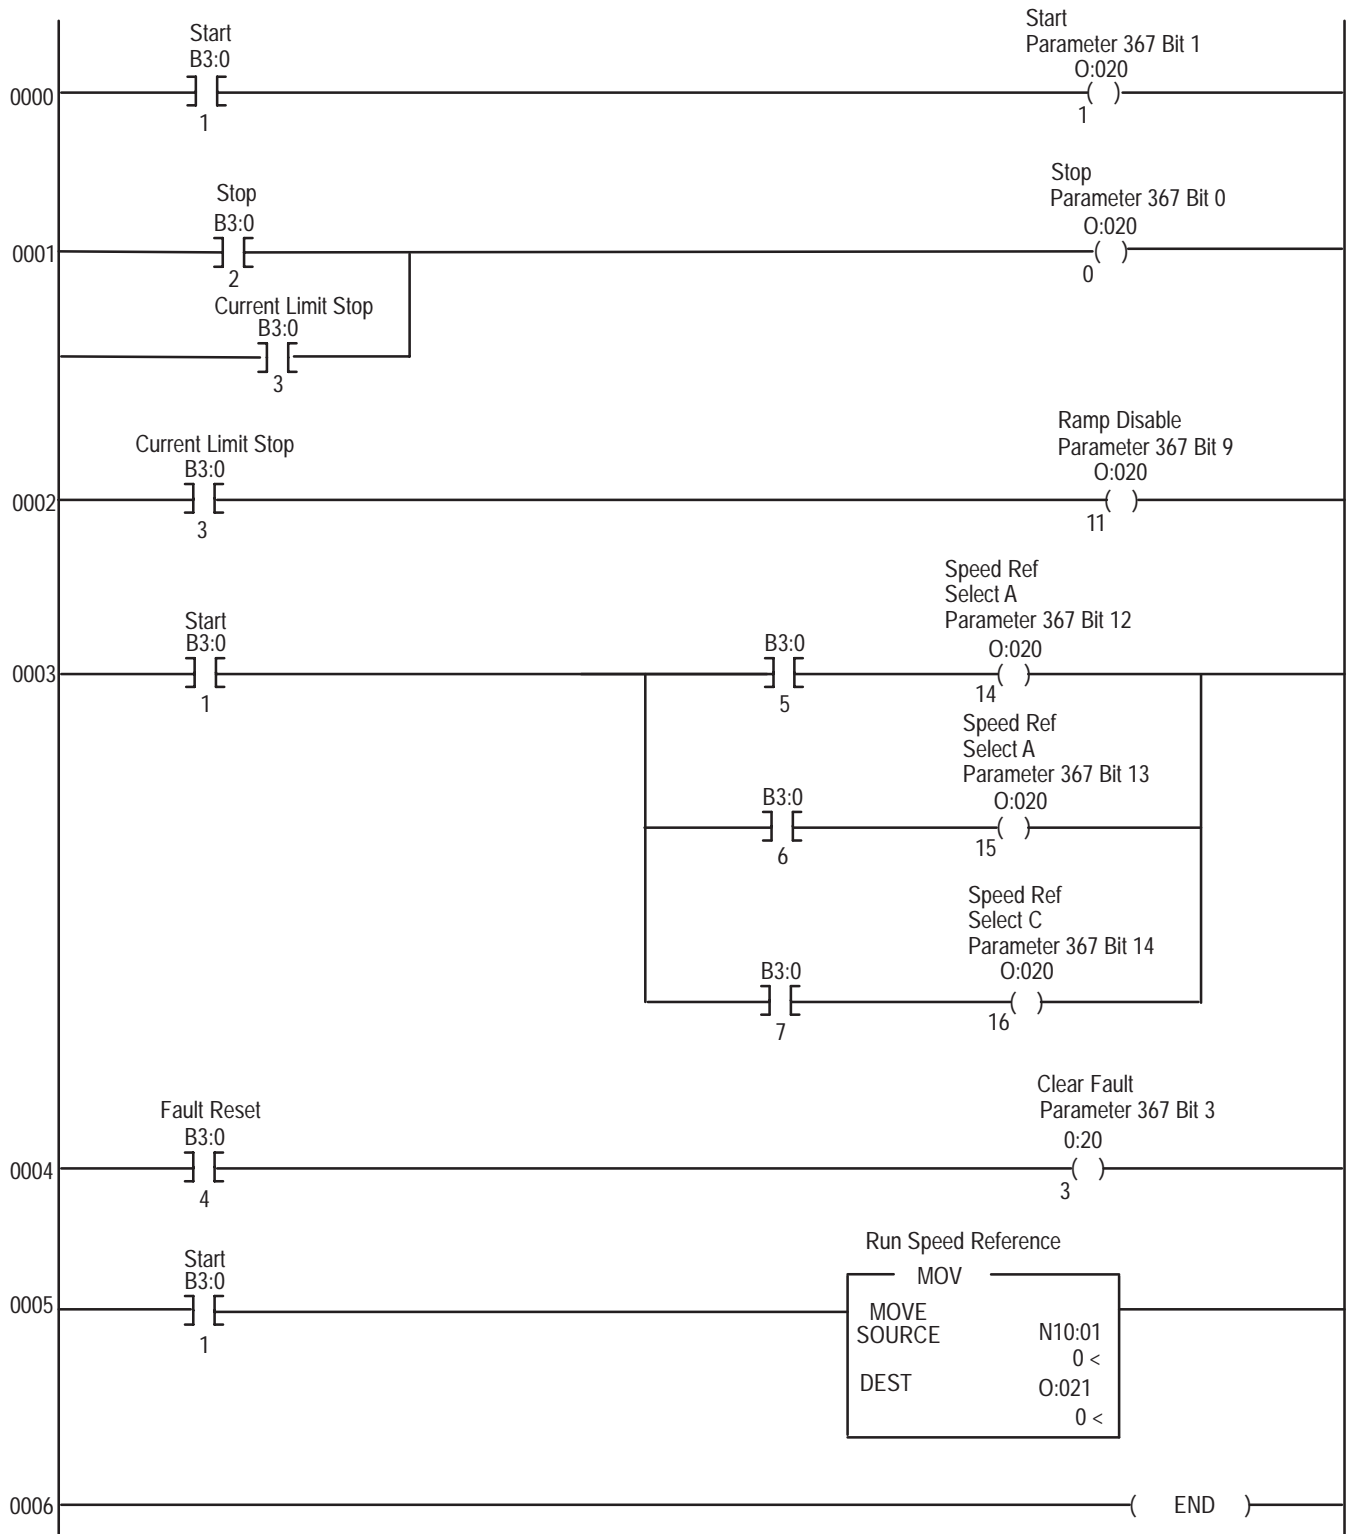 Start
B3:0
1
Start
Parameter 367 Bit 1
O:020
1
0000
Stop
B3:0
2
Stop
Parameter 367 Bit 0
O:020
0
0001
Current Limit Stop
B3:0
3
Current Limit Stop
B3:0
3
Ramp Disable
Parameter 367 Bit 9
O:020
11
0002
Start
B3:0
1
0003
B3:0
5
Speed Ref
Select A
Parameter 367 Bit 12
O:020
14
B3:0
6
Speed Ref
Select A
Parameter 367 Bit 13
O:020
15
B3:0
7
Speed Ref
Select C
Parameter 367 Bit 14
O:020
16
Fault Reset
B3:0
4
Clear Fault
Parameter 367 Bit 3
0:20
3
0004
Start
B3:0
1
0005
Run Speed Reference
MOV
MOVE
SOURCE N10:01
0 <
DEST O:021
0 <
0006
( END )